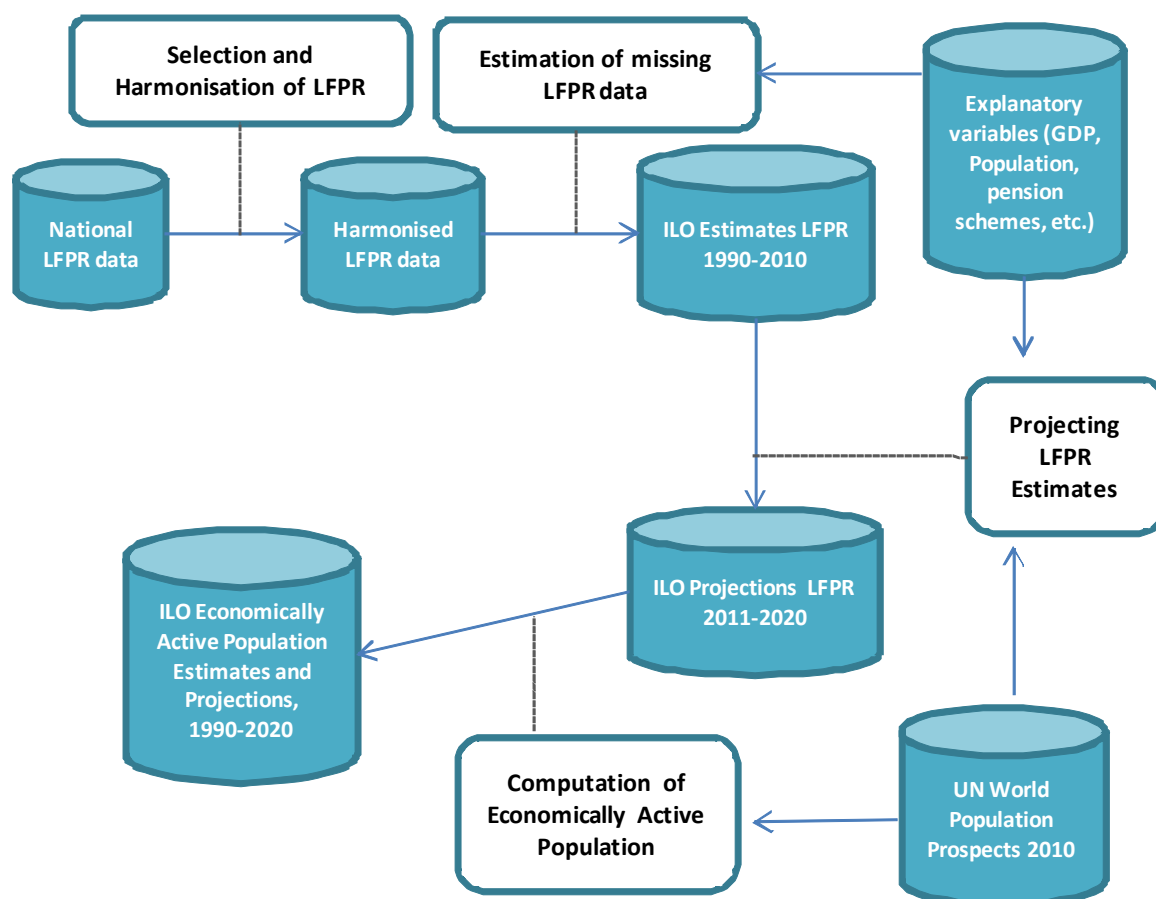 Selection and
Harmonisation of LFPR
Estimation of missing
LFPR data
Explanatory
variables (GDP,
Population,
pension
schemes, etc.)
National
LFPR data
Harmonised
LFPR data
ILO Estimates LFPR
1990-2010
Projecting
LFPR
Estimates
ILO Projections LFPR
2011-2020
ILO Economically
Active Population
Estimates and
Projections,
1990-2020
Computation of
Economically Active
Population
UN World
Population
Prospects 2010